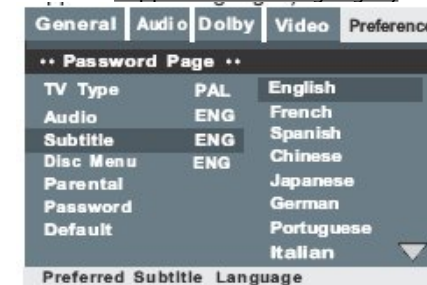 General Audio Dolby Video Preference
·· Password Page ··
TV Type PAL English
Audio ENG French
Subtitle ENG Spanish
Disc Menu ENG Chinese
Parental Japanese
Password German
Default Portuguese
Italian
Preferred Subtitle Language